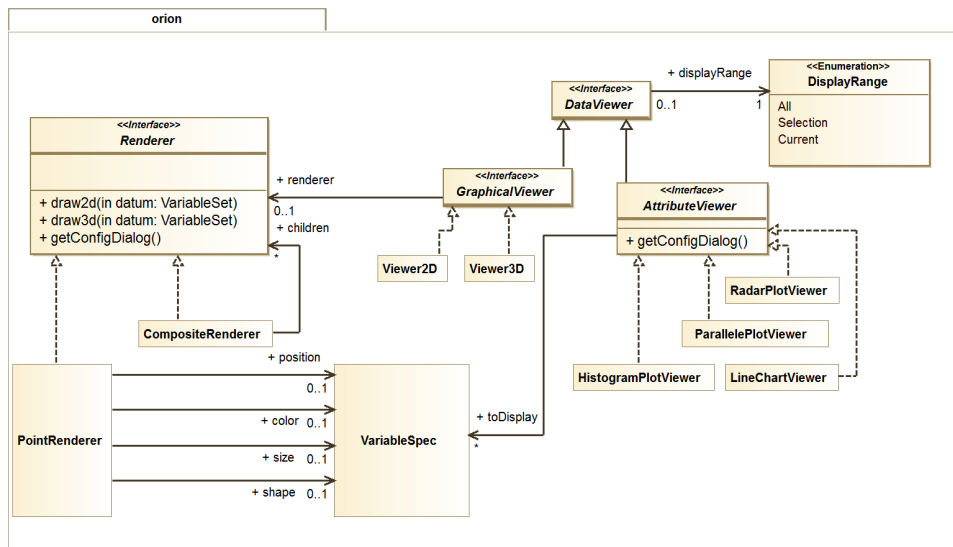 orion
<<Enumeration>>
DisplayRange
All
Selection
Current
+ displayRange
0..1
1
<<Interface>>
DataViewer
<<Interface>>
Renderer
+ draw2d(in datum: VariableSet)
+ draw3d(in datum: VariableSet)
+ getConfigDialog()
+ renderer
0..1
+ children
*
<<Interface>>
GraphicalViewer
<<Interface>>
AttributeViewer
+ getConfigDialog()
Viewer2D
Viewer3D
RadarPlotViewer
CompositeRenderer
ParallelePlotViewer
HistogramPlotViewer
LineChartViewer
+ position
0..1
+ color
0..1
+ size
0..1
+ shape
0..1
PointRenderer
VariableSpec
+ toDisplay
*